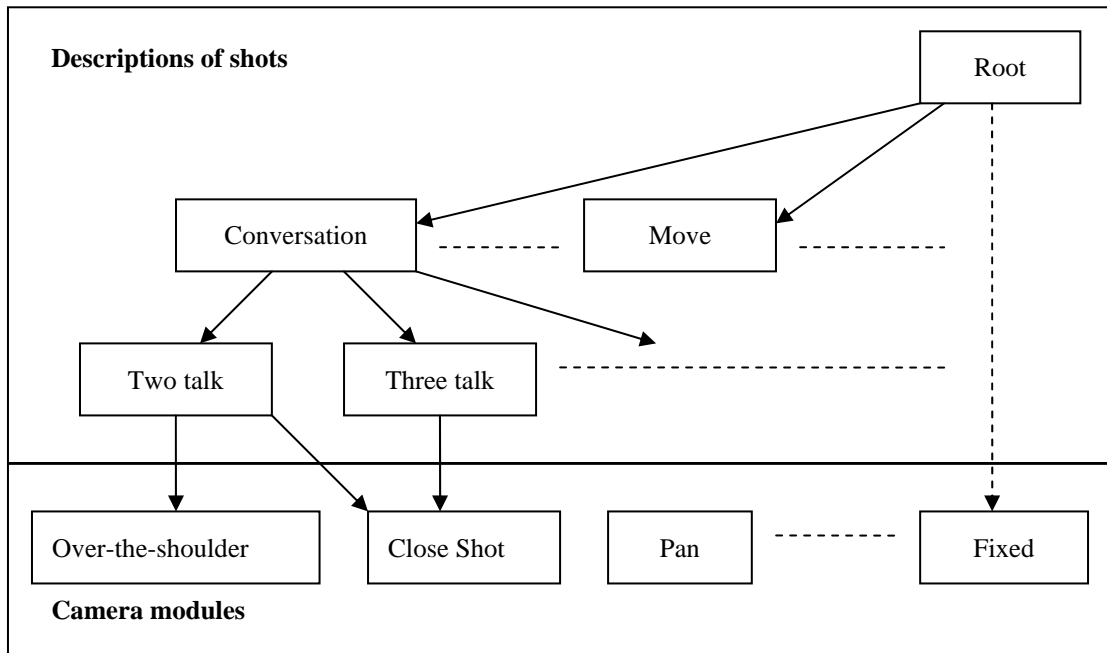 Descriptions of shots
Root
Conversation
Move
Two talk
Three talk
Over-the-shoulder
Close Shot
Pan
Fixed
Camera modules